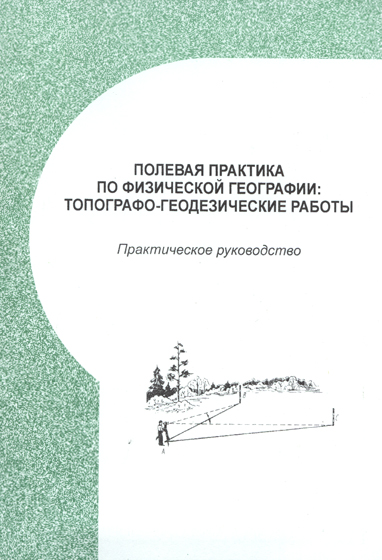 ПОЛЕВАЯ ПРАКТИКА
ПО ФИЗИЧЕСКОЙ ГЕОГРАФИИ:
ТОПОГРАФО-ГЕОДЕЗИЧЕСКИЕ РАБОТЫ
Практическое руководство